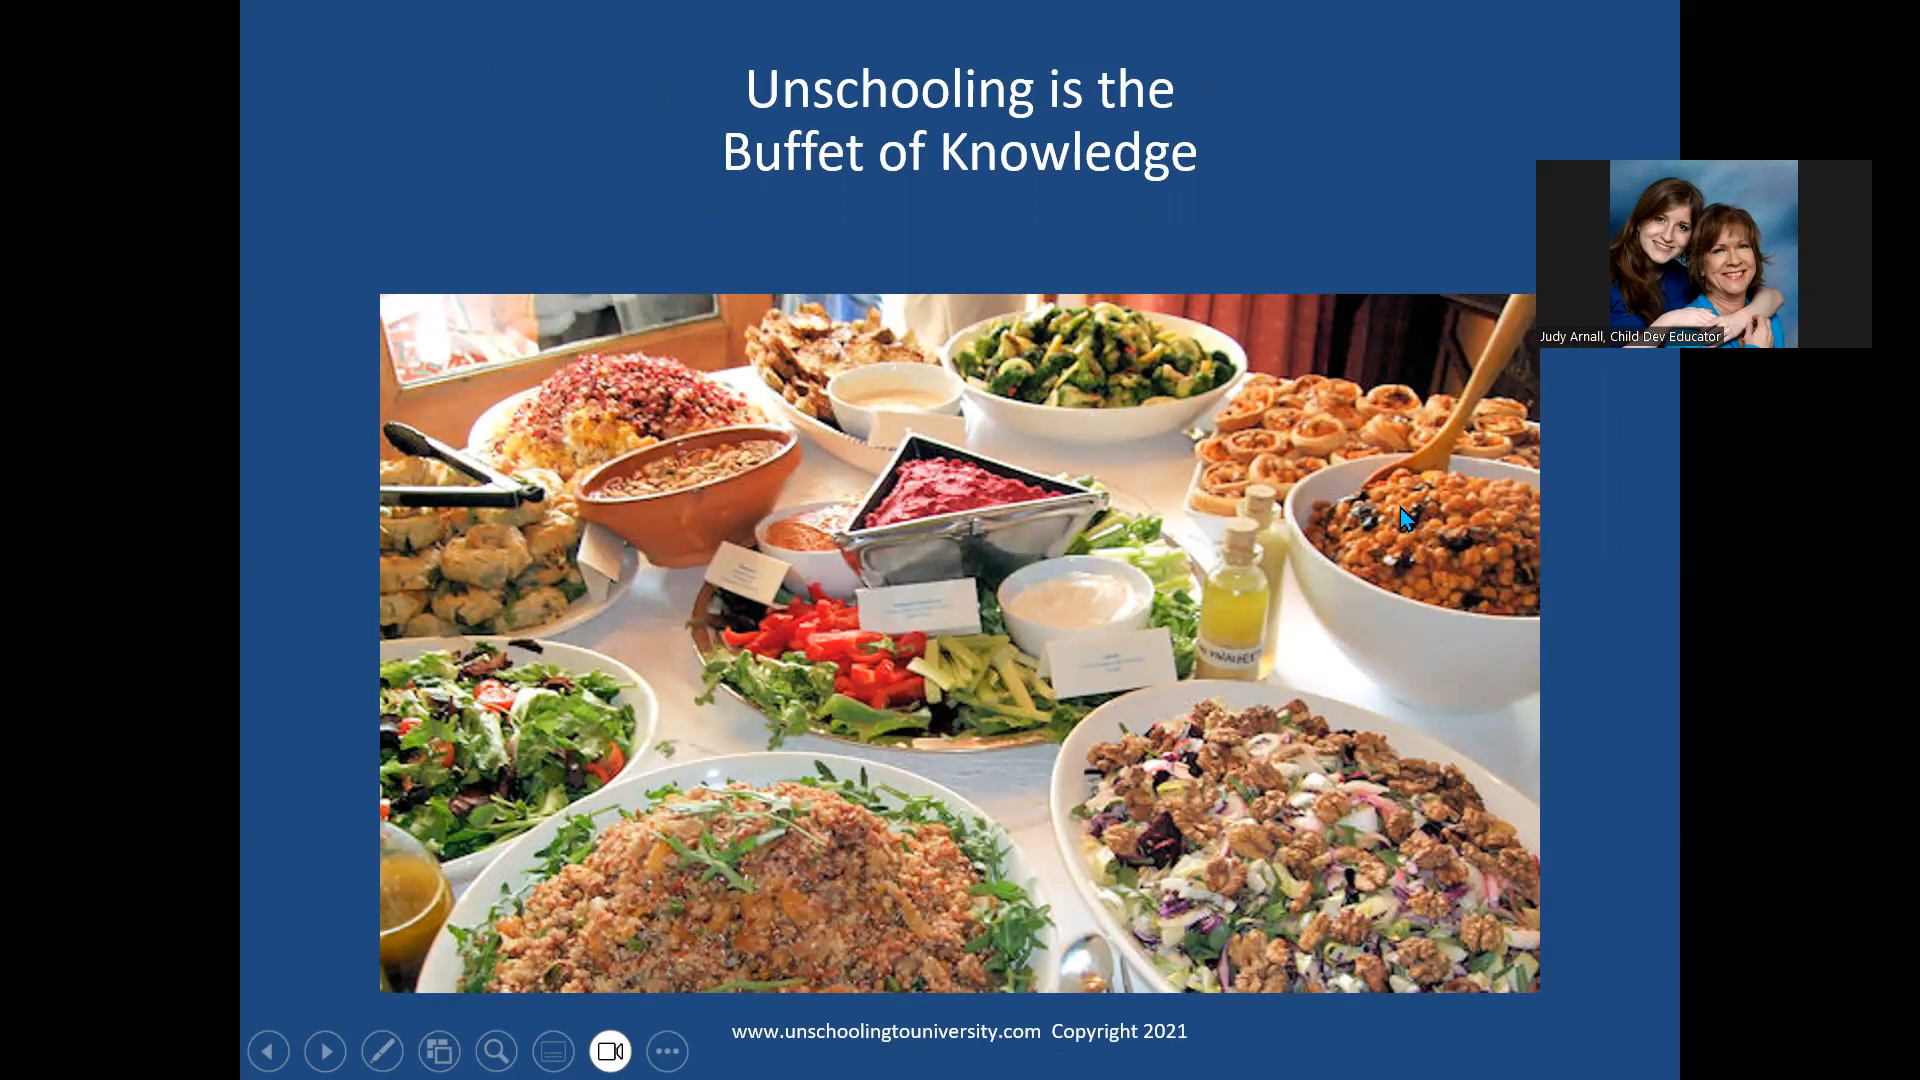 Unschooling is the
Buffet of Knowledge
Judy Arnall, Child Dev Educator
www.unschoolingtouniversity.com Copyright 2021